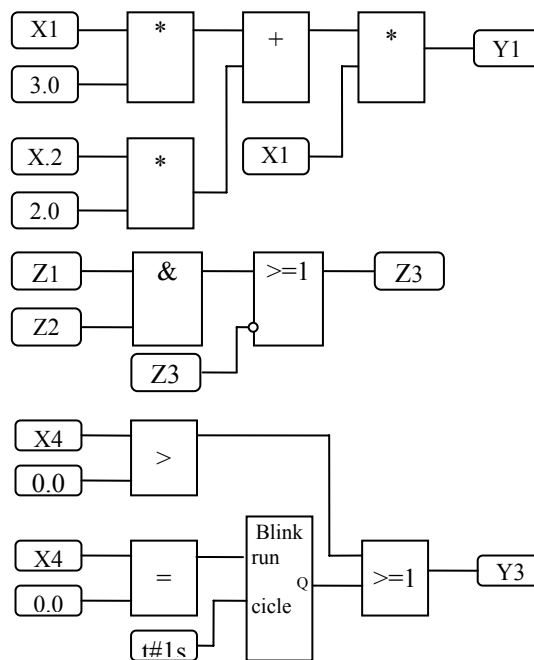 X1 * + * Y1
3.0
X.2 * X1
2.0
Z1 & >=1 Z3
Z2
Z3
X4 >
0.0
Blink
X4 = run
Q >=1 Y3
0.0 cicle
t#1s